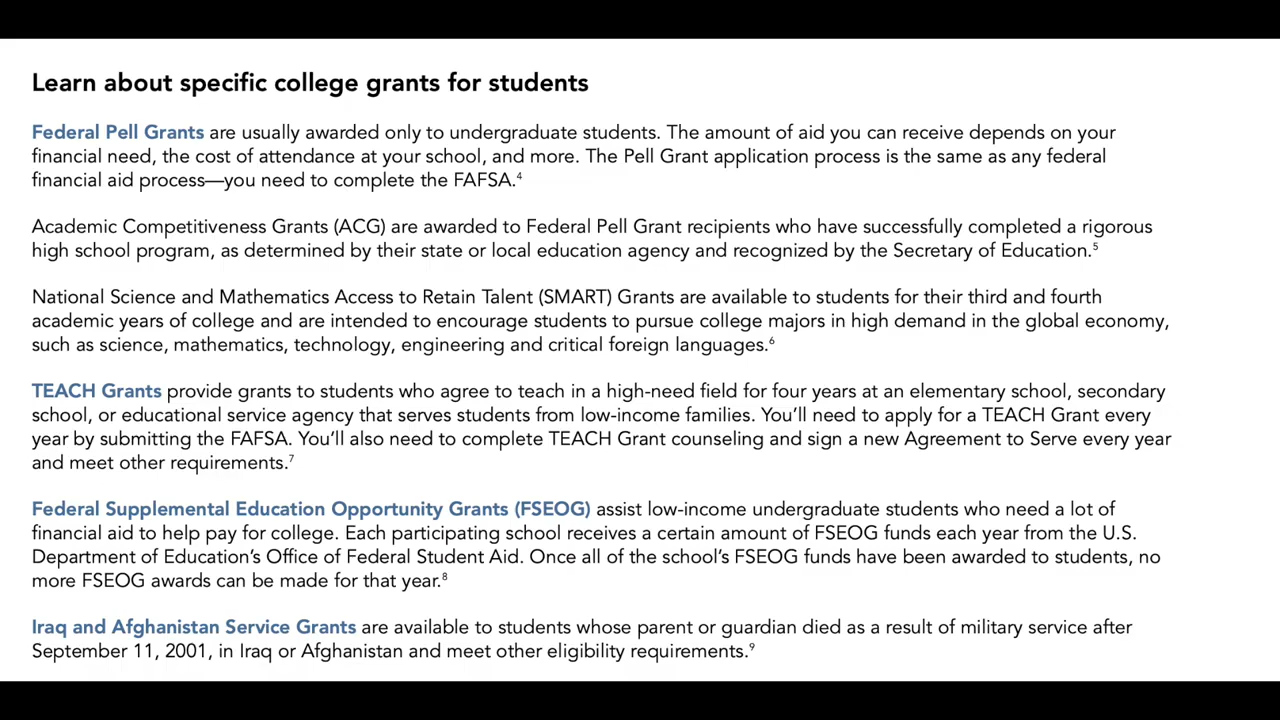 Learn about specific college grants for students
Federal Pell Grants are usually awarded only to undergraduate students. The amount of aid you can receive depends on your
financial need, the cost of attendance at your school, and more. The Pell Grant application process is the same as any federal
financial aid process—you need to complete the FAFSA.⁴
Academic Competitiveness Grants (ACG) are awarded to Federal Pell Grant recipients who have successfully completed a rigorous
high school program, as determined by their state or local education agency and recognized by the Secretary of Education.⁵
National Science and Mathematics Access to Retain Talent (SMART) Grants are available to students for their third and fourth
academic years of college and are intended to encourage students to pursue college majors in high demand in the global economy,
such as science, mathematics, technology, engineering and critical foreign languages.⁶
TEACH Grants provide grants to students who agree to teach in a high-need field for four years at an elementary school, secondary
school, or educational service agency that serves students from low-income families. You’ll need to apply for a TEACH Grant every
year by submitting the FAFSA. You’ll also need to complete TEACH Grant counseling and sign a new Agreement to Serve every year
and meet other requirements.⁷
Federal Supplemental Education Opportunity Grants (FSEOG) assist low-income undergraduate students who need a lot of
financial aid to help pay for college. Each participating school receives a certain amount of FSEOG funds each year from the U.S.
Department of Education’s Office of Federal Student Aid. Once all of the school’s FSEOG funds have been awarded to students, no
more FSEOG awards can be made for that year.⁸
Iraq and Afghanistan Service Grants are available to students whose parent or guardian died as a result of military service after
September 11, 2001, in Iraq or Afghanistan and meet other eligibility requirements.⁹